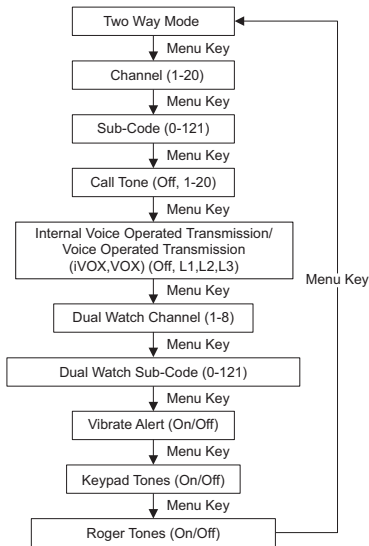 Two Way Mode
Menu Key
Channel (1-20)
Menu Key
Sub-Code (0-121)
Menu Key
Call Tone (Off, 1-20)
Menu Key
Internal Voice Operated Transmission/
Voice Operated Transmission
(iVOX,VOX) (Off, L1,L2,L3)
Menu Key
Menu Key
Dual Watch Channel (1-8)
Menu Key
Dual Watch Sub-Code (0-121)
Menu Key
Vibrate Alert (On/Off)
Menu Key
Keypad Tones (On/Off)
Menu Key
Roger Tones (On/Off)